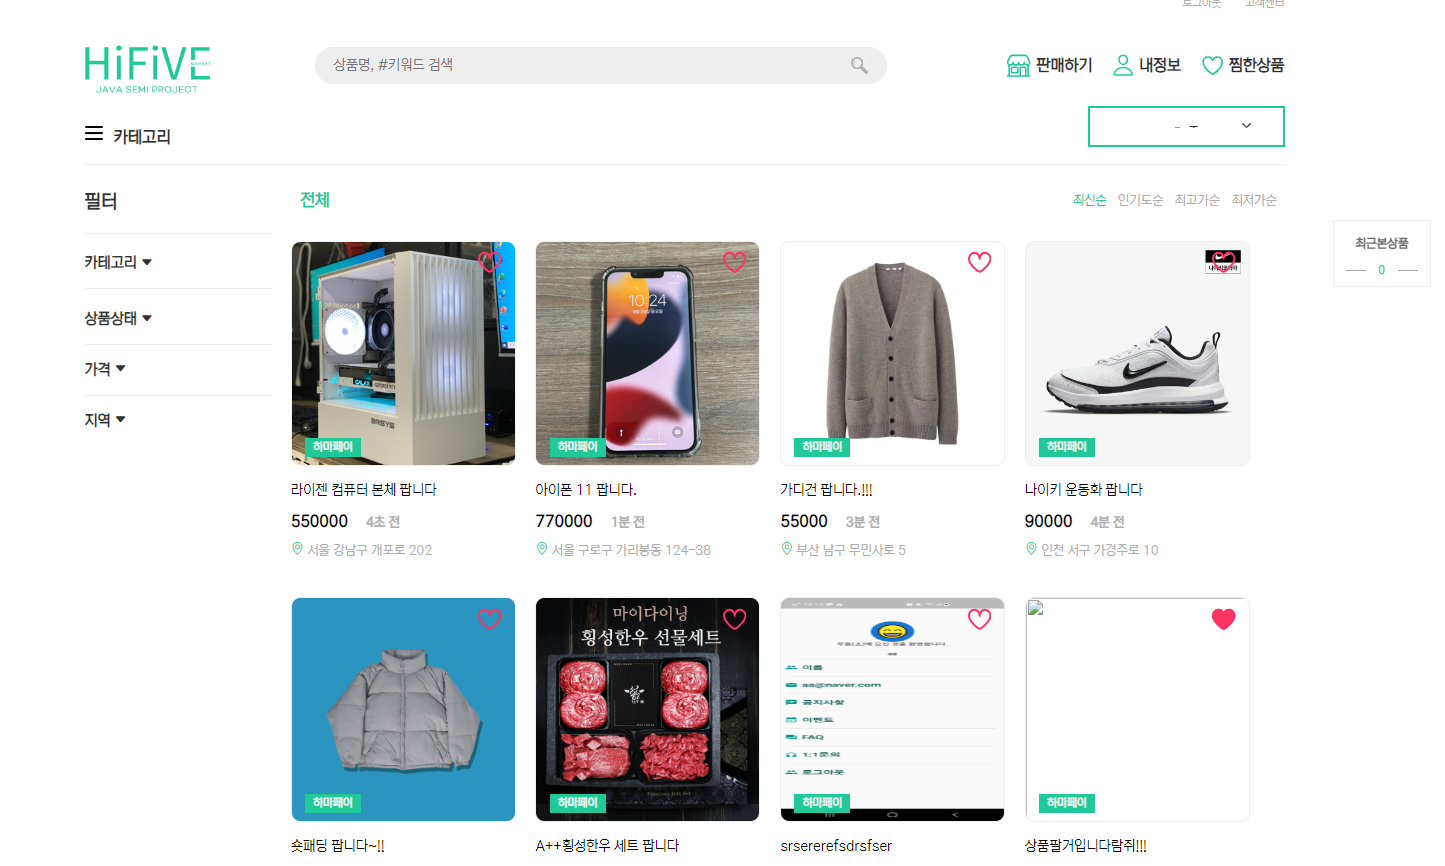 로그아웃 고객센터
HiFiVE
MARKET
JAVA SEMI PROJECT
상품명, #키워드 검색
판매하기 내정보 찜한상품
카테고리
필터
전체
최신순 인기도순 최고가순 최저가순
최근본상품
0
카테고리
상품상태
가격
지역
GALAX
하마페이
라이젠 컴퓨터 본체 팝니다
550000 4초 전
서울 강남구 개포로 202
10:24
하마페이
아이폰 11 팝니다.
770000 1분 전
서울 구로구 가리봉동 124-38
하마페이
가디건 팝니다.!!!
55000 3분 전
부산 남구 무민사로 5
하마페이
나이키 운동화 팝니다
90000 4분 전
인천 서구 가경주로 10
하마페이
숏패딩 팝니다~!!
마이다이닝
횡성한우 선물세트
A++횡성한우 세트 팝니다
이름
aa@naver.com
공지사항
이벤트
FAQ
1:1문의
로그아웃
하마페이
srsererefsdrsfser
하마페이
상품팔거입니다람쥐!!!